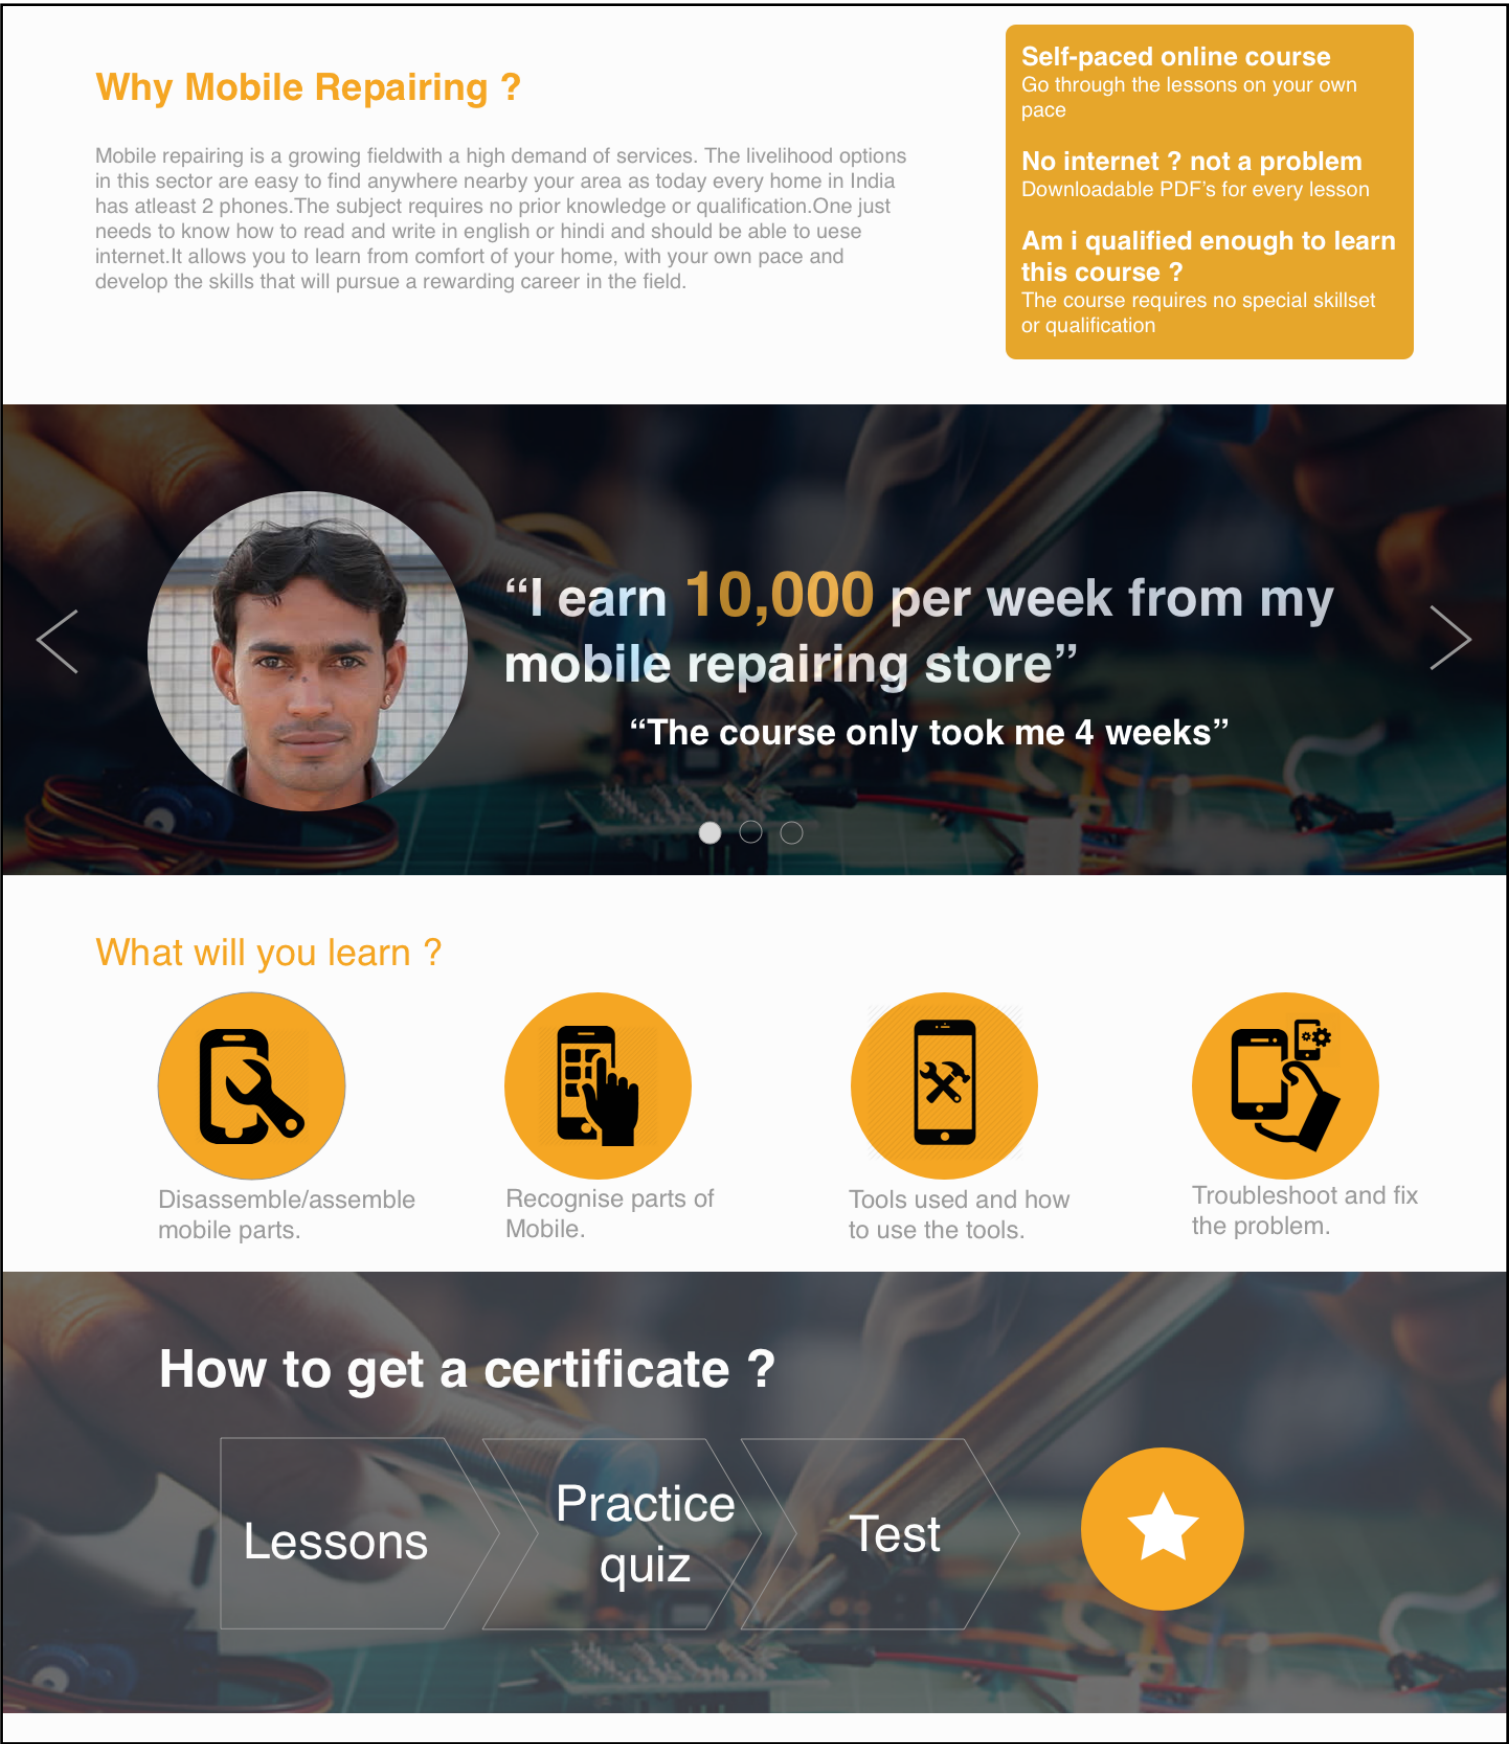 Why Mobile Repairing ?
Mobile repairing is a growing fieldwith a high demand of services. The livelihood options
in this sector are easy to find anywhere nearby your area as today every home in India
has atleast 2 phones.The subject requires no prior knowledge or qualification.One just
needs to know how to read and write in english or hindi and should be able to uese
internet.It allows you to learn from comfort of your home, with your own pace and
develop the skills that will pursue a rewarding career in the field.
Self-paced online course
Go through the lessons on your own
pace
No internet ? not a problem
Downloadable PDF's for every lesson
Am i qualified enough to learn
this course ?
The course requires no special skillset
or qualification
“I earn 10,000 per week from my
mobile repairing store”
“The course only took me 4 weeks”
What will you learn ?
Disassemble/assemble
mobile parts.
Recognise parts of
Mobile.
Tools used and how
to use the tools.
Troubleshoot and fix
the problem.
How to get a certificate ?
Lessons
Practice
quiz
Test